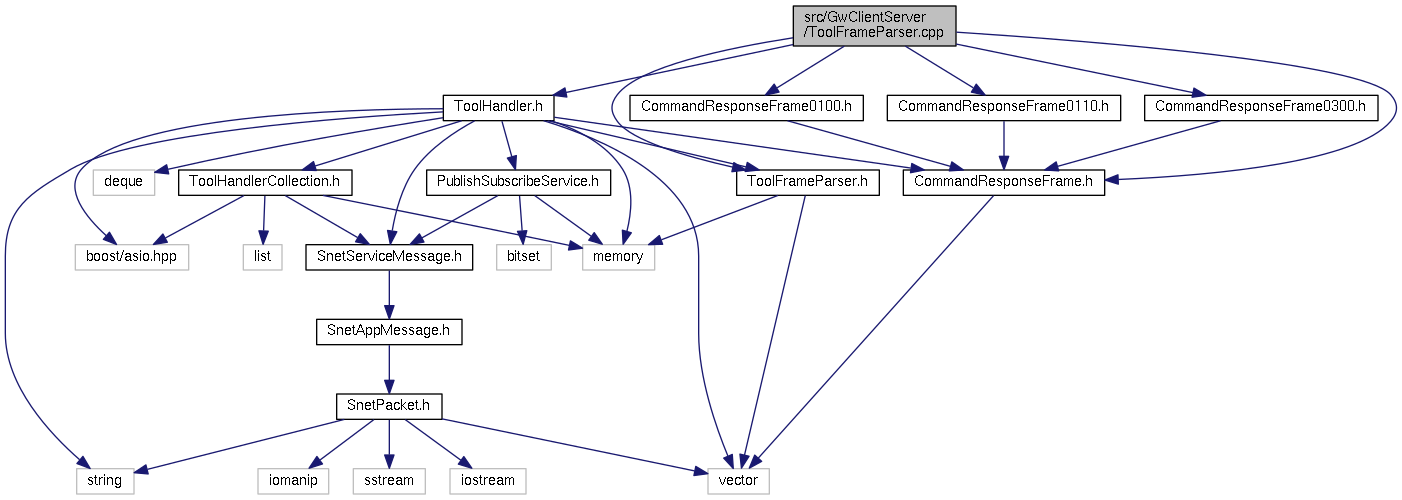 src/GwClientServer
/ToolFrameParser.cpp
ToolHandler.h
CommandResponseFrame0100.h
CommandResponseFrame0110.h
CommandResponseFrame0300.h
deque
ToolHandlerCollection.h
PublishSubscribeService.h
ToolFrameParser.h
CommandResponseFrame.h
boost/asio.hpp
list
SnetServiceMessage.h
bitset
memory
SnetAppMessage.h
SnetPacket.h
string
iomanip
sstream
iostream
vector